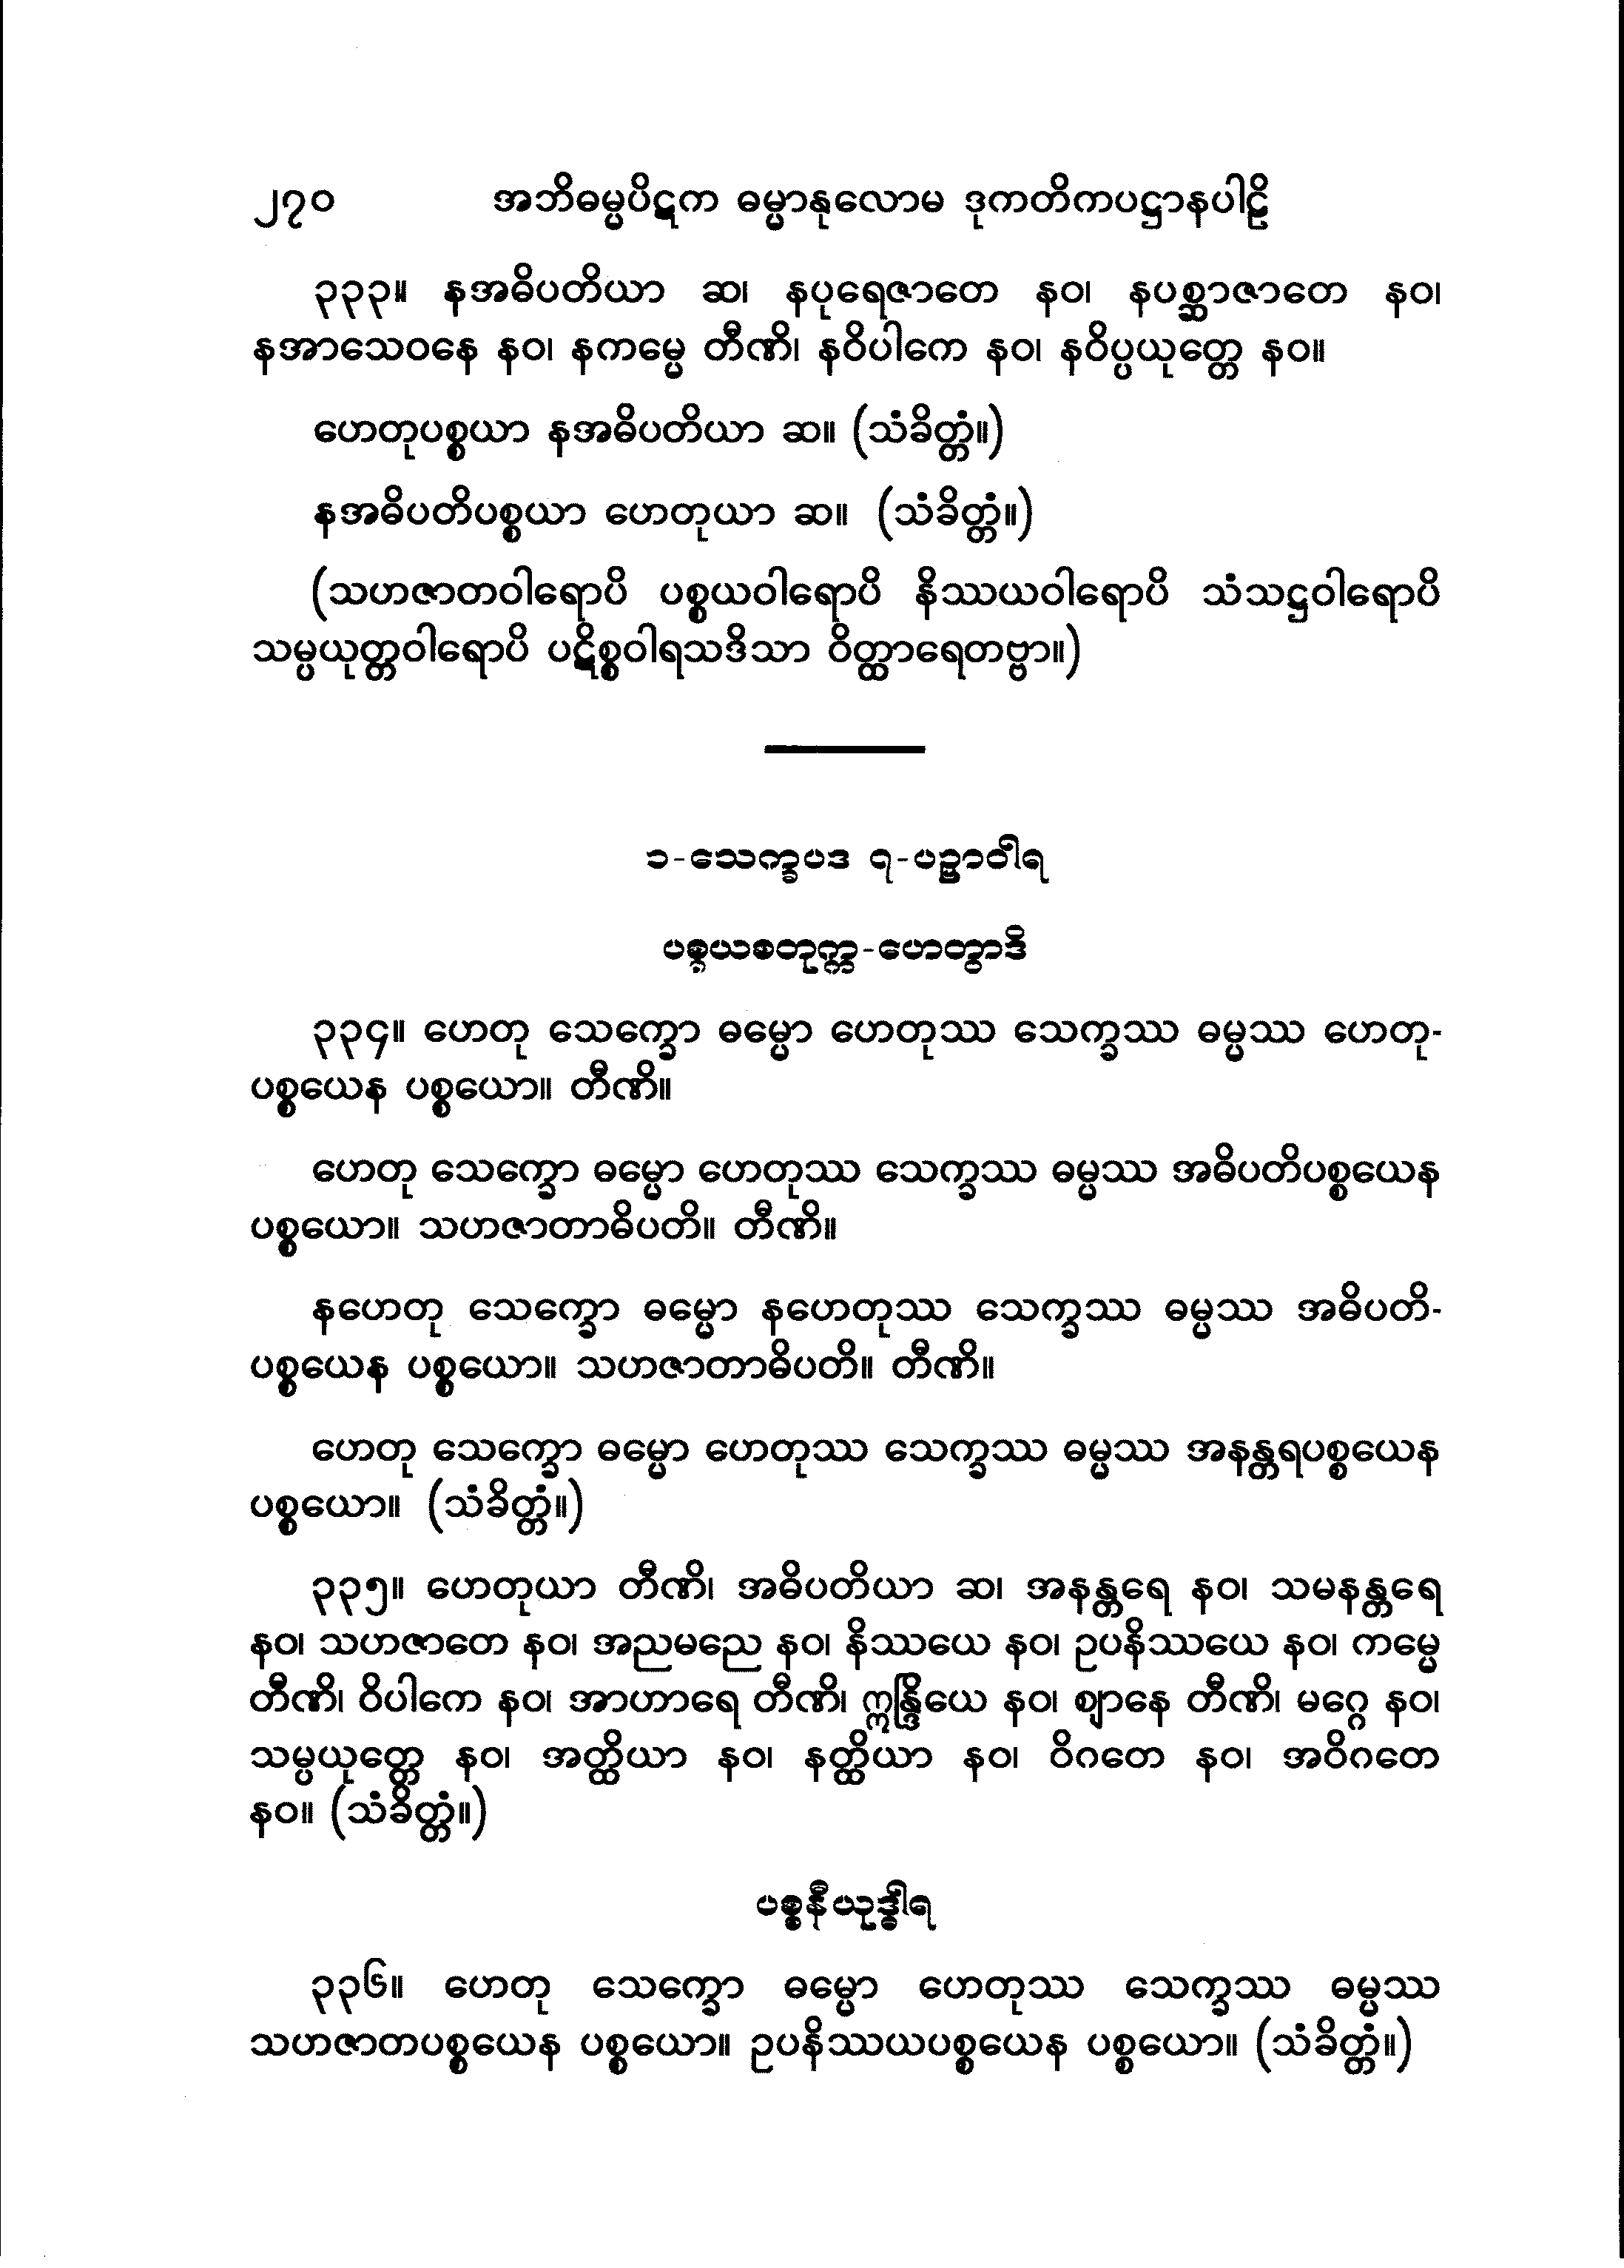 ၂၇၀ အဘိဓမ္မပိဋက ဓမ္မာနုလောမ ဒုကတိကပဋ္ဌာနပါဠိ
၃၃၃။ နအဓိပတိယာ ဆ၊ နပုရေဇာတေ နဝ၊ နပစ္ဆာဇာတေ နဝ၊
နအာသေဝနေ နဝ၊ နကမ္မေ တီဏိ၊ နဝိပါကေ နဝ၊ နဝိပ္ပယုတ္တေ နဝ။
ဟေတုပစ္စယာ နအဓိပတိယာ ဆ။ (သံခိတ္တံ။)
နအဓိပတိပစ္စယာ ဟေတုယာ ဆ။ (သံခိတ္တံ။)
(သဟဇာတဝါရောပိ ပစ္စယဝါရောပိ နိဿယဝါရောပိ သံသဋ္ဌဝါရောပိ
သမ္ပယုတ္တဝါရောပိ ပဋိစ္စဝါရသဒိသာ ဝိတ္ထာရေတဗ္ဗာ။)
၁-သေက္ခပဒ ၇-ပဉှာဝါရ
ပစ္စယစတုက္က-ဟေတွာဒိ
၃၃၄။ ဟေတု သေက္ခော ဓမ္မော ဟေတုဿ သေက္ခဿ ဓမ္မဿ ဟေတု-
ပစ္စယေန ပစ္စယော။ တီဏိ။
ဟေတု သေက္ခော ဓမ္မော ဟေတုဿ သေက္ခဿ ဓမ္မဿ အဓိပတိပစ္စယေန
ပစ္စယော။ သဟဇာတာဓိပတိ။ တီဏိ။
နဟေတု သေက္ခော ဓမ္မော နဟေတုဿ သေက္ခဿ ဓမ္မဿ အဓိပတိ-
ပစ္စယေန ပစ္စယော။ သဟဇာတာဓိပတိ။ တီဏိ။
ဟေတု သေက္ခော ဓမ္မော ဟေတုဿ သေက္ခဿ ဓမ္မဿ အနန္တရပစ္စယေန
ပစ္စယော။ (သံခိတ္တံ။)
၃၃၅။ ဟေတုယာ တီဏိ၊ အဓိပတိယာ ဆ၊ အနန္တရေ နဝ၊ သမနန္တရေ
နဝ၊ သဟဇာတေ နဝ၊ အညမညေ နဝ၊ နိဿယေ နဝ၊ ဥပနိဿယေ နဝ၊ ကမ္မေ
တီဏိ၊ ဝိပါကေ နဝ၊ အာဟာရေ တီဏိ၊ ဣန္ဒြိယေ နဝ၊ ဈာနေ တီဏိ၊ မဂ္ဂေ နဝ၊
သမ္ပယုတ္တေ နဝ၊ အတ္ထိယာ နဝ၊ နတ္ထိယာ နဝ၊ ဝိဂတေ နဝ၊ အဝိဂတေ
နဝ။ (သံခိတ္တံ။)
ပစ္စနီယုဒ္ဓါရ
၃၃၆။ ဟေတု သေက္ခော ဓမ္မော ဟေတုဿ သေက္ခဿ ဓမ္မဿ
သဟဇာတပစ္စယေန ပစ္စယော။ ဥပနိဿယပစ္စယေန ပစ္စယော။ (သံခိတ္တံ။)